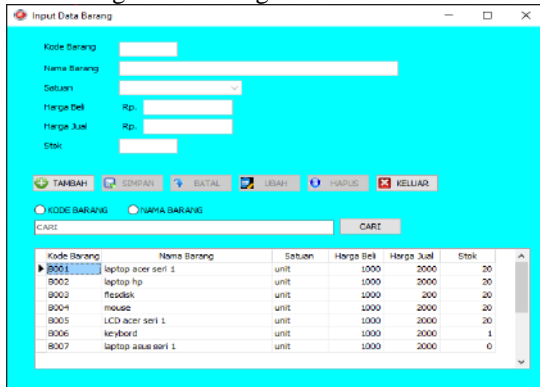 Input Data Barang
Kode Barang
Nama Barang
Satuan
Harga Beli Rp.
Harga Jual Rp.
Stok
TAMBAH SIMPAN BATAL UBAH HAPUS KELUAR
KODE BARANG NAMA BARANG
CARI CARI
Kode Barang Nama Barang Satuan Harga Beli Harga Jual Stok
B001 laptop acer seri 1 unit 1000 2000 20
B002 laptop hp unit 1000 2000 20
B003 flesdisk unit 1000 200 20
B004 mouse unit 1000 2000 20
B005 LCD acer seri 1 unit 1000 2000 20
B006 keybord unit 1000 2000 1
B007 laptop asus seri 1 unit 1000 2000 0